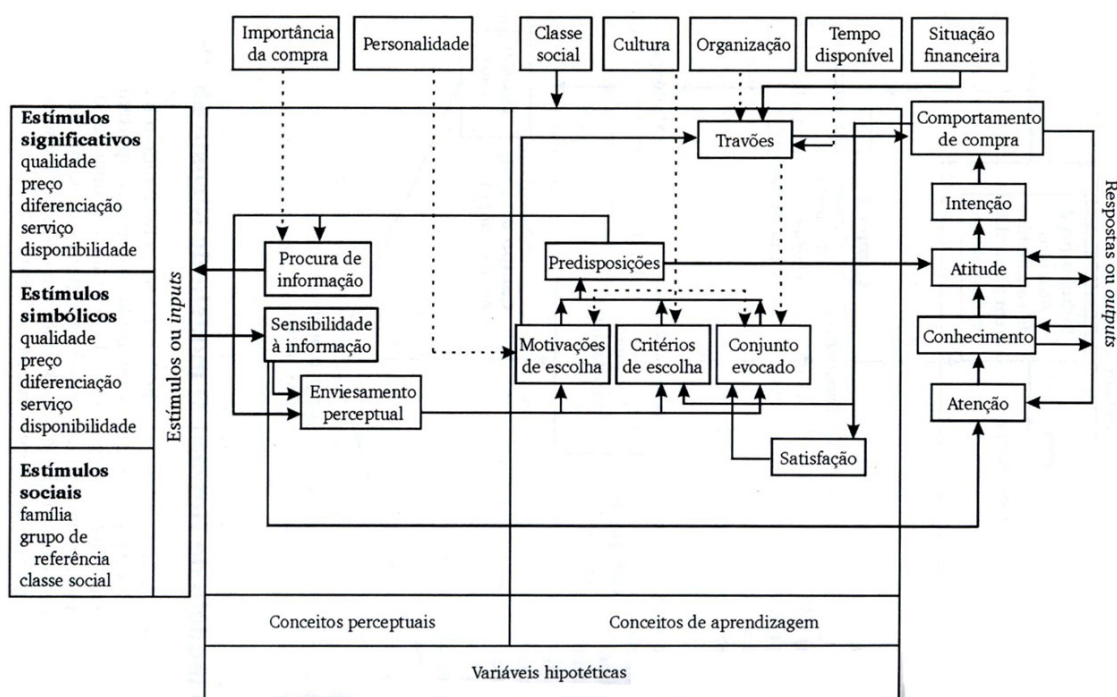 Importância
da compra
Personalidade
Classe
social
Cultura
Organização
Tempo
disponível
Situação
financeira
Estímulos
significativos
qualidade
preço
diferenciação
serviço
disponibilidade
Estímulos
simbólicos
qualidade
preço
diferenciação
serviço
disponibilidade
Estímulos
sociais
família
grupo de
referência
classe social
Estímulos ou inputs
Procura de
informação
Sensibilidade
à informação
Enviesamento
perceptual
Travões
Predisposições
Motivações
de escolha
Critérios
de escolha
Conjunto
evocado
Satisfação
Comportamento
de compra
Intenção
Atitude
Conhecimento
Atenção
Respostas ou outputs
Conceitos perceptuais
Conceitos de aprendizagem
Variáveis hipotéticas